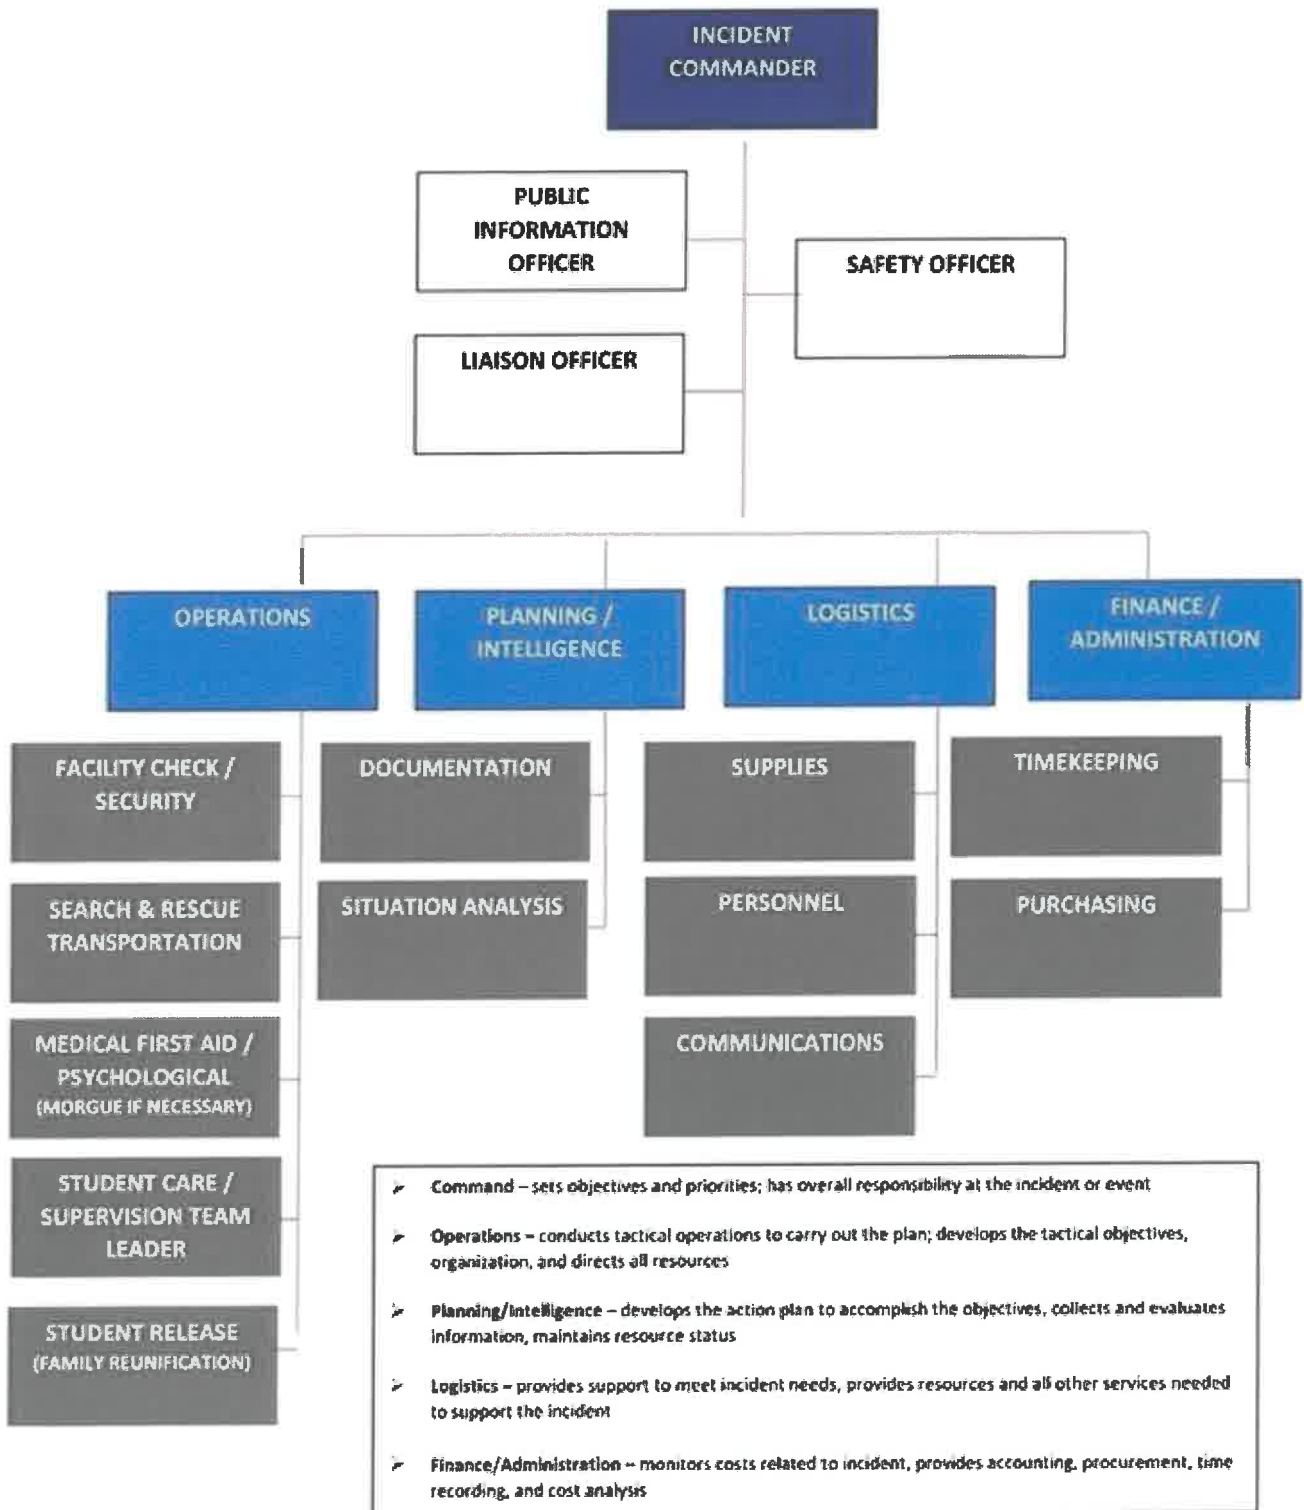 INCIDENT
COMMANDER
PUBLIC
INFORMATION
OFFICER
SAFETY OFFICER
LIAISON OFFICER
OPERATIONS
PLANNING /
INTELLIGENCE
LOGISTICS
FINANCE /
ADMINISTRATION
FACILITY CHECK /
SECURITY
SEARCH & RESCUE
TRANSPORTATION
MEDICAL FIRST AID /
PSYCHOLOGICAL
(MORGUE IF NECESSARY)
STUDENT CARE /
SUPERVISION TEAM
LEADER
STUDENT RELEASE
(FAMILY REUNIFICATION)
DOCUMENTATION
SITUATION ANALYSIS
SUPPLIES
PERSONNEL
COMMUNICATIONS
TIMEKEEPING
PURCHASING
➢ Command – sets objectives and priorities; has overall responsibility at the incident or event
➢ Operations – conducts tactical operations to carry out the plan; develops the tactical objectives,
organization, and directs all resources
➢ Planning/Intelligence – develops the action plan to accomplish the objectives, collects and evaluates
information, maintains resource status
➢ Logistics – provides support to meet incident needs, provides resources and all other services needed
to support the incident
➢ Finance/Administration – monitors costs related to incident, provides accounting, procurement, time
recording, and cost analysis